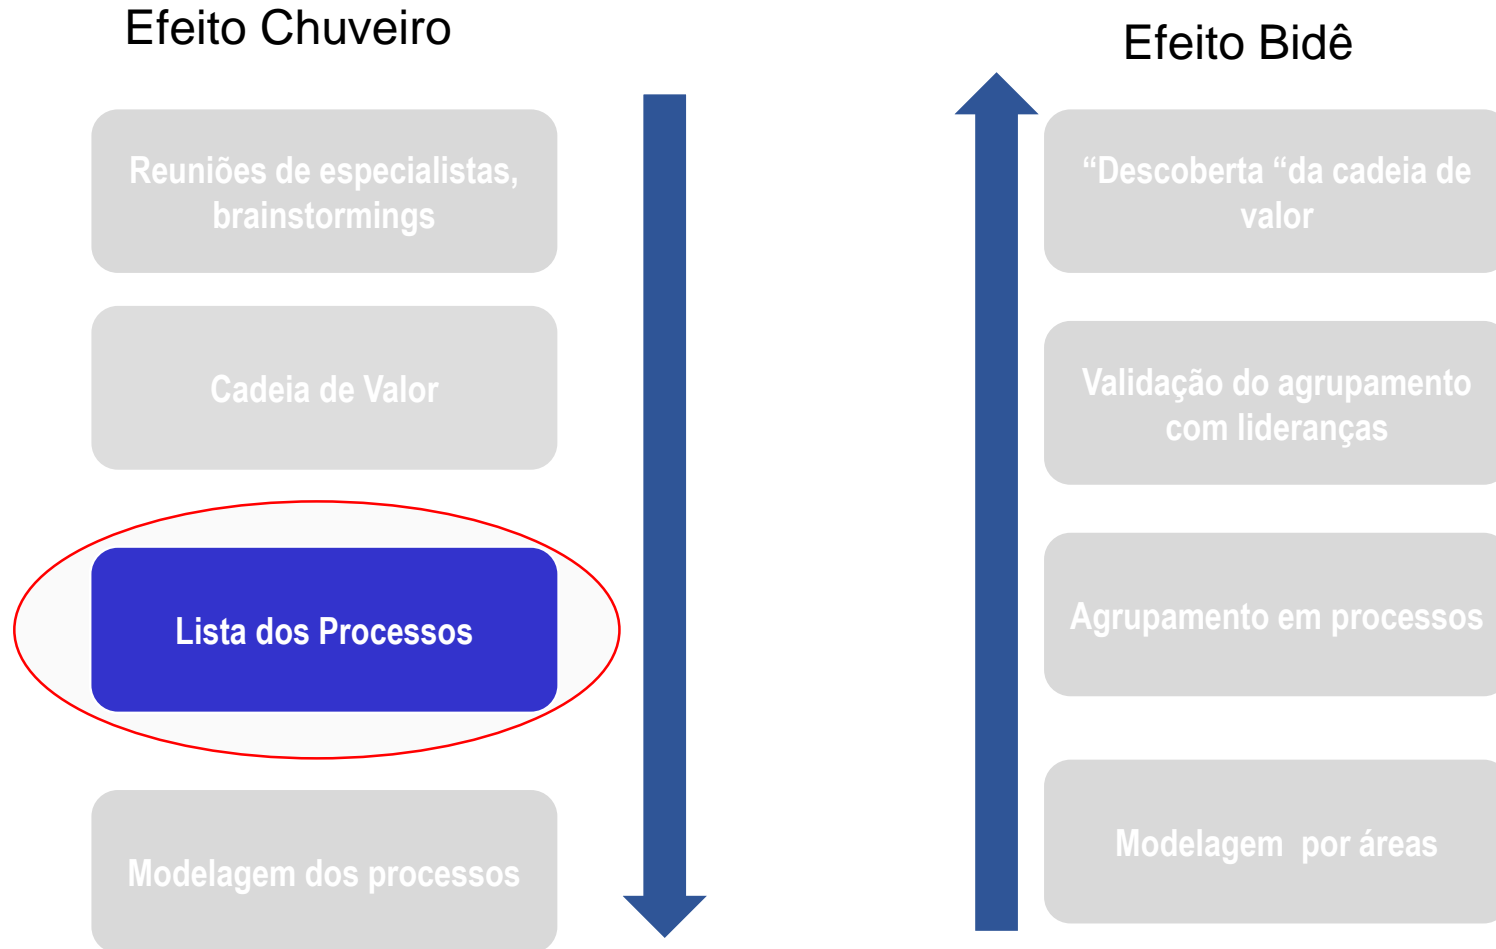 Efeito Chuveiro
Reuniões de especialistas,
brainstormings
Cadeia de Valor
Lista dos Processos
Modelagem dos processos
Efeito Bidê
“Descoberta “da cadeia de
valor
Validação do agrupamento
com lideranças
Agrupamento em processos
Modelagem  por áreas